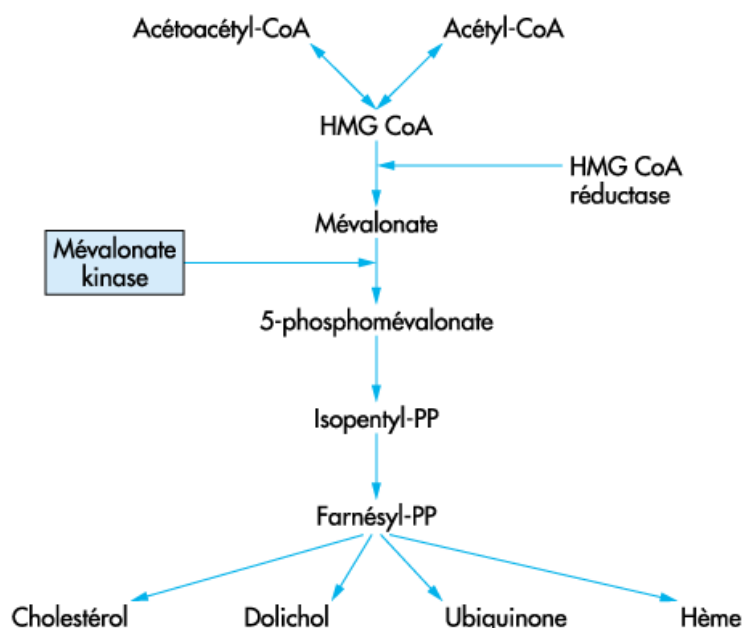 Acétoacétyl-CoA
Acétyl-CoA
HMG CoA
HMG CoA
réductase
Mévalonate
Mévalonate
kinase
5-phosphomévalonate
Isopentyl-PP
Farnésyl-PP
Cholestérol
Dolichol
Ubiquinone
Hème